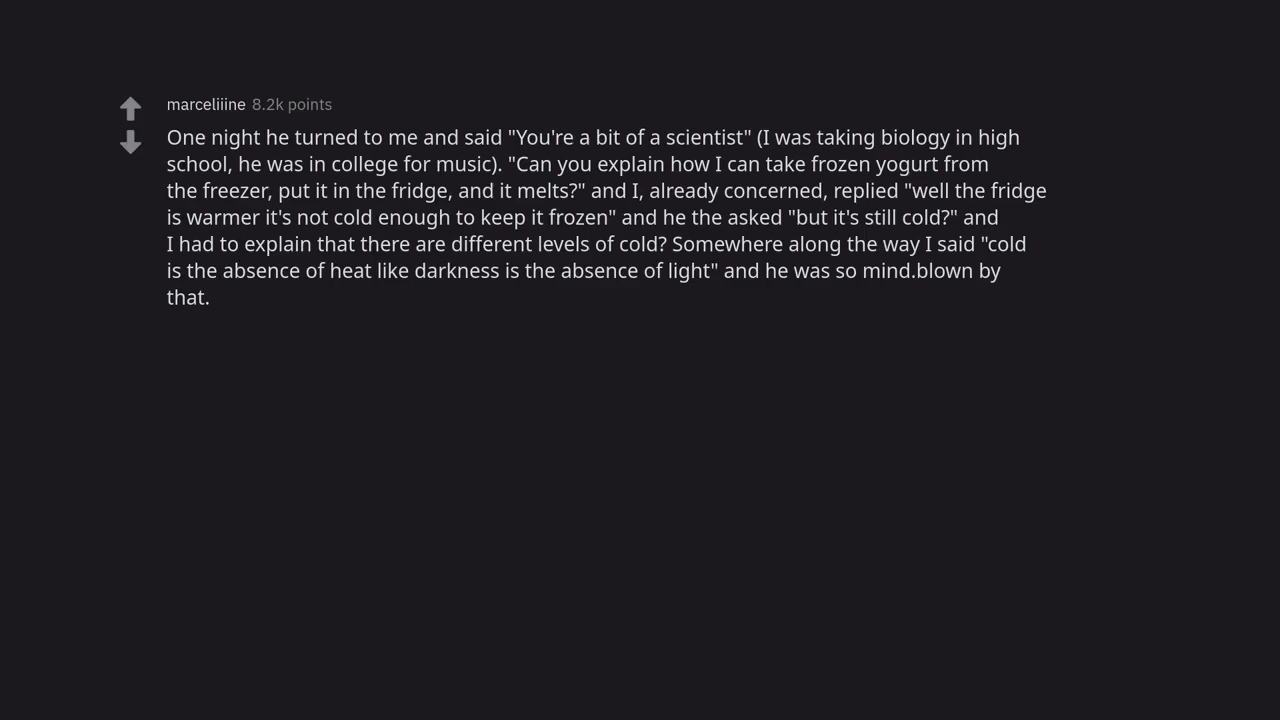 marceliiine 8.2k points
One night he turned to me and said "You're a bit of a scientist" (I was taking biology in high
school, he was in college for music). "Can you explain how I can take frozen yogurt from
the freezer, put it in the fridge, and it melts?" and I, already concerned, replied "well the fridge
is warmer it's not cold enough to keep it frozen" and he the asked "but it's still cold?" and
I had to explain that there are different levels of cold? Somewhere along the way I said "cold
is the absence of heat like darkness is the absence of light" and he was so mind.blown by
that.